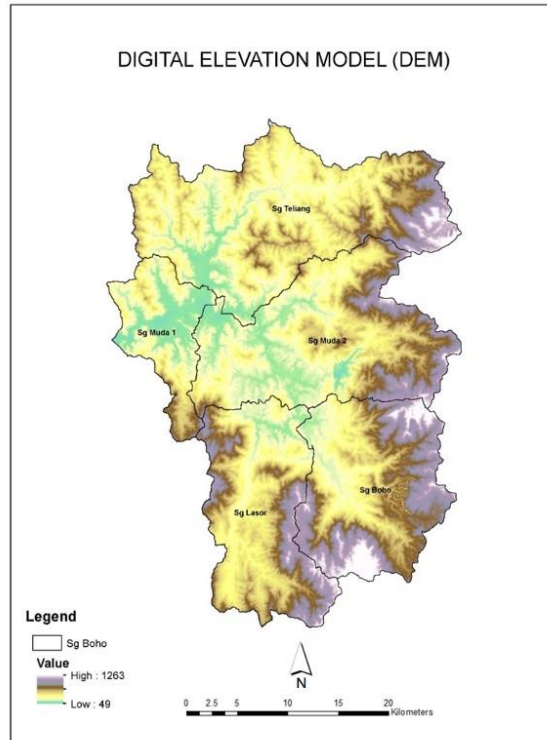 DIGITAL ELEVATION MODEL (DEM)
Sg Teliang
Sg Muda 1
Sg Muda 2
Sg Boho
Sg Lasor
Legend
Sg Boho
Value
High : 1263
Low : 49
N
0 2.5 5 10 15 20
Kilometers